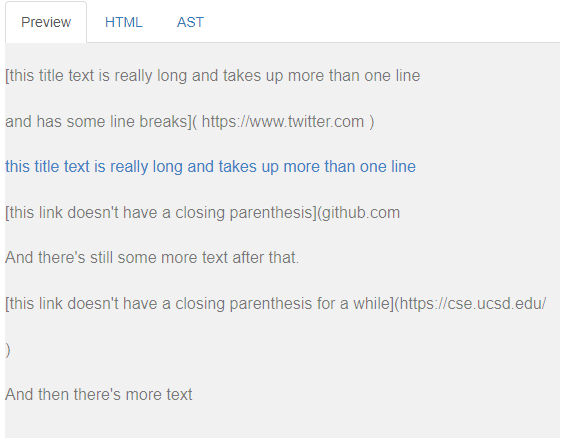 Preview HTML AST
[this title text is really long and takes up more than one line
and has some line breaks]( https://www.twitter.com )
this title text is really long and takes up more than one line
[this link doesn't have a closing parenthesis](github.com
And there's still some more text after that.
[this link doesn't have a closing parenthesis for a while](https://cse.ucsd.edu/
)
And then there's more text